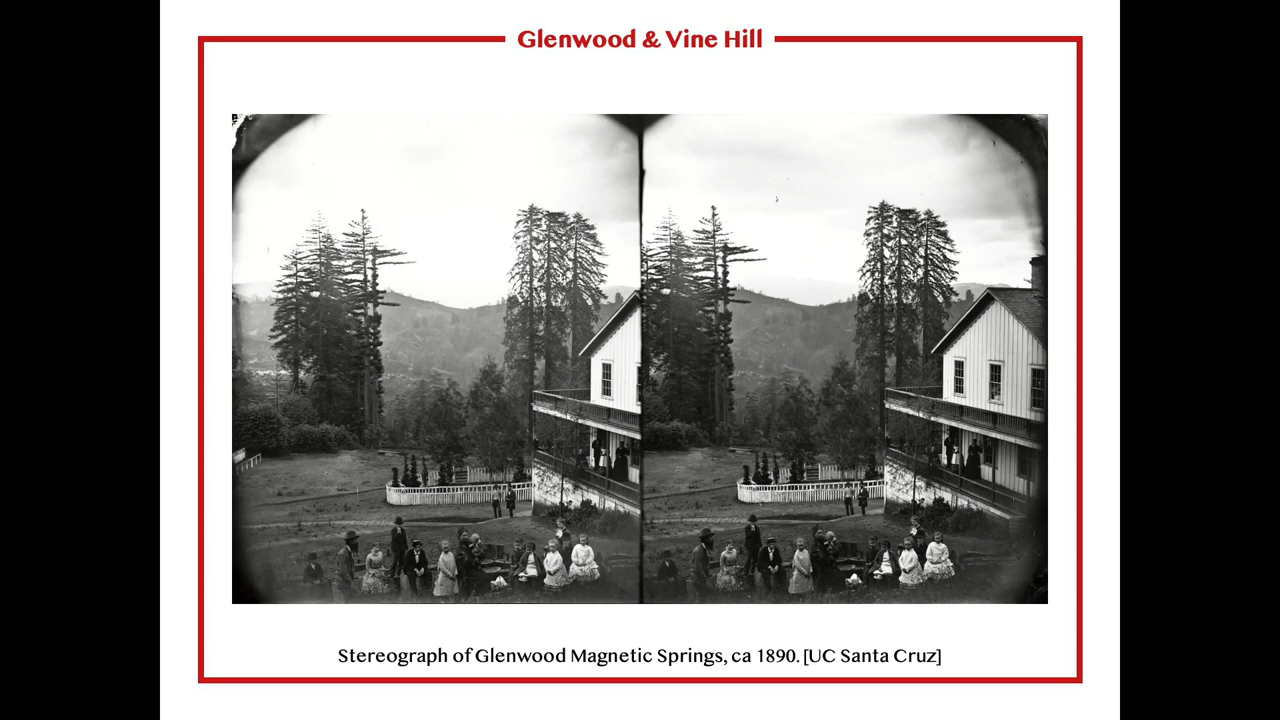 Glenwood & Vine Hill
Stereograph of Glenwood Magnetic Springs, ca 1890. [UC Santa Cruz]